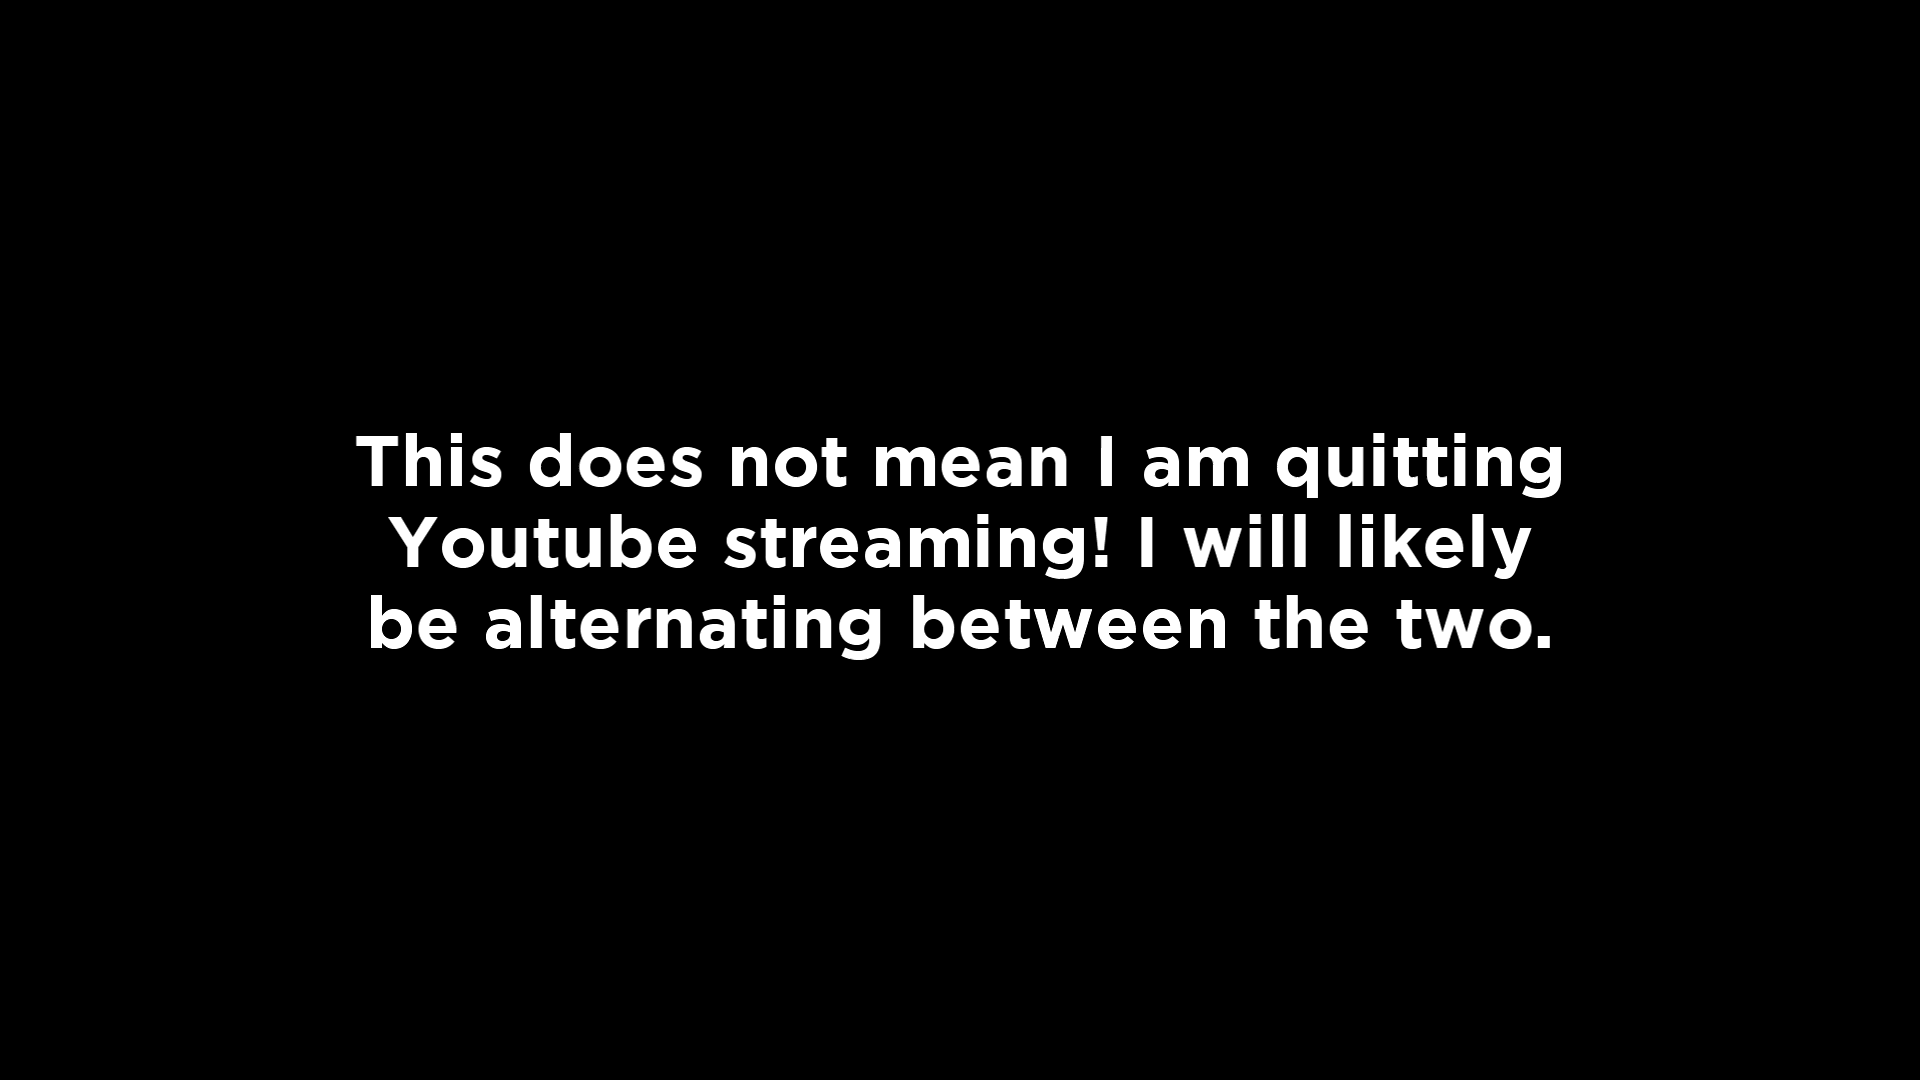 This does not mean I am quitting
Youtube streaming! I will likely
be alternating between the two.